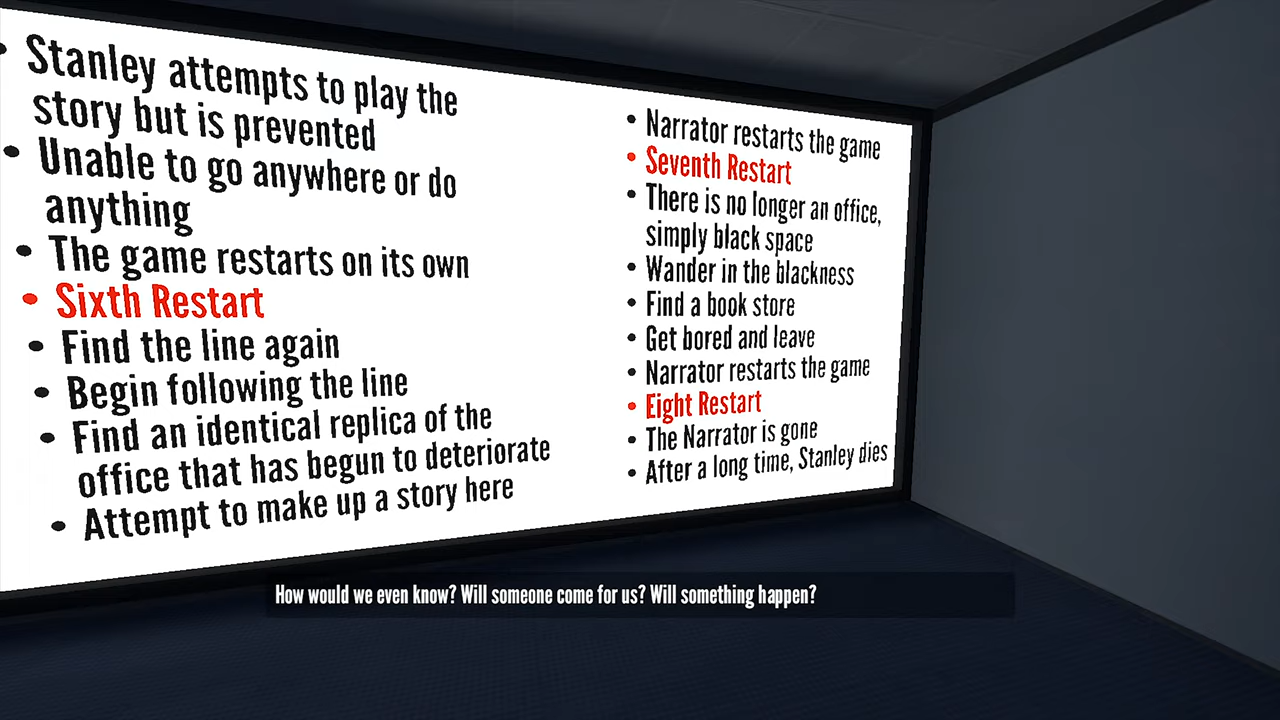 • Stanley attempts to play the
story but is prevented
• Unable to go anywhere or do
anything
• The game restarts on its own
• Sixth Restart
• Find the line again
• Begin following the line
• Find an identical replica of the
office that has begun to deteriorate
• Attempt to make up a story here
• Narrator restarts the game
• Seventh Restart
• There is no longer an office,
simply black space
• Wander in the blackness
• Find a book store
• Get bored and leave
• Narrator restarts the game
• Eight Restart
• The Narrator is gone
• After a long time, Stanley dies
How would we even know? Will someone come for us? Will something happen?